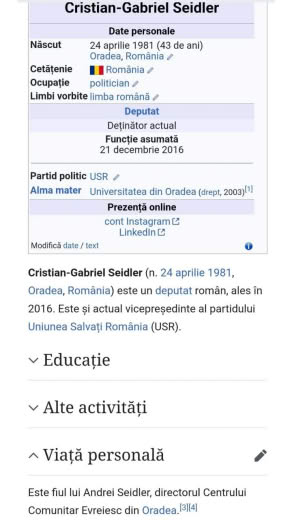 Cristian-Gabriel Seidler
Date personale
Născut 24 aprilie 1981 (43 de ani)
Oradea, România
Cetățenie România
Ocupație politician
Limbi vorbite limba română
Deputat
Deținător actual
Funcție asumată
21 decembrie 2016
Partid politic USR
Alma mater Universitatea din Oradea (drept, 2003)[1]
Prezență online
cont Instagram
LinkedIn
Modifică date / text
Cristian-Gabriel Seidler (n. 24 aprilie 1981,
Oradea, România) este un deputat român, ales în
2016. Este și actual vicepreședinte al partidului
Uniunea Salvați România (USR).
Educație
Alte activități
Viață personală
Este fiul lui Andrei Seidler, directorul Centrului
Comunitar Evreiesc din Oradea.[3][4]